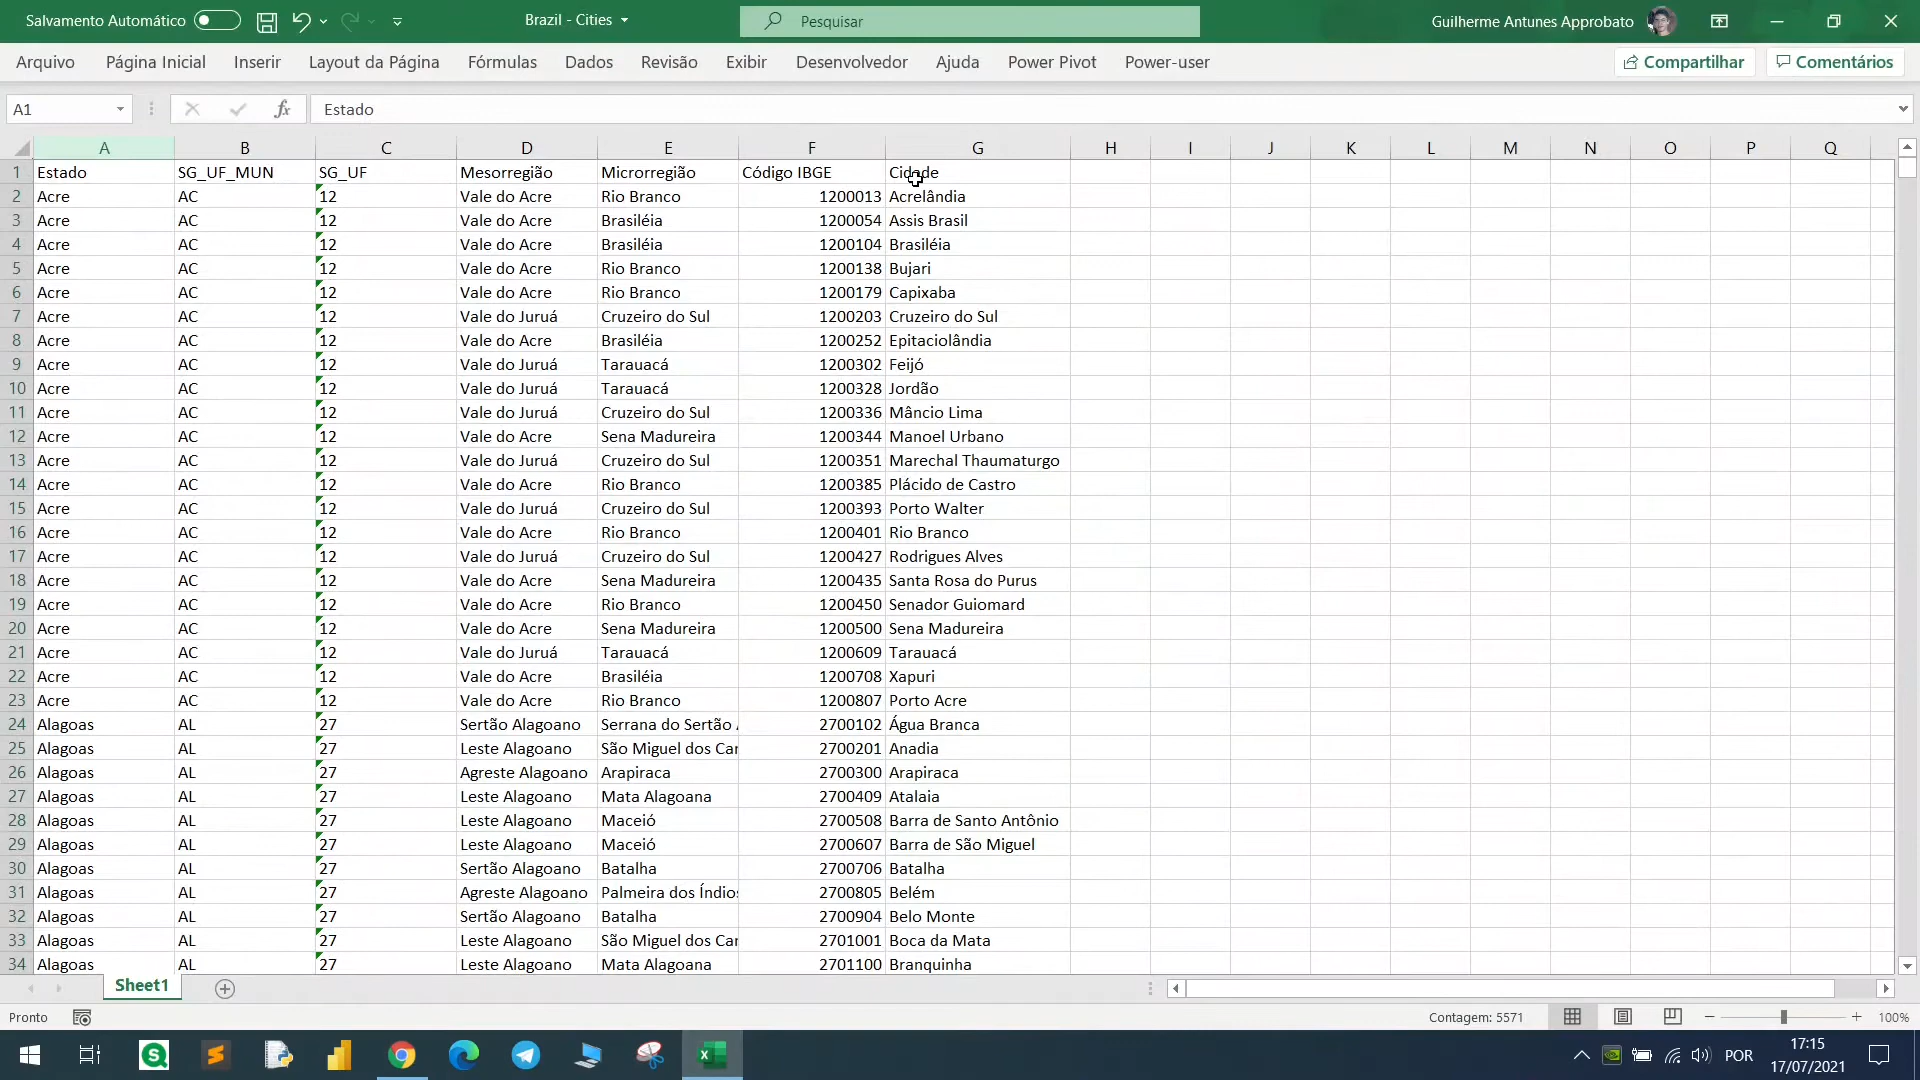 Salvamento Automático
Brazil - Cities
Pesquisar
Guilherme Antunes Approbato
Arquivo Página Inicial Inserir Layout da Página Fórmulas Dados Revisão Exibir Desenvolvedor Ajuda Power Pivot Power-user Compartilhar Comentários
A1 fx Estado
A B C D E F G H I J K L M N O P Q
1 Estado SG_UF_MUN SG_UF Mesorregião Microrregião Código IBGE Cidade
2 Acre AC 12 Vale do Acre Rio Branco 1200013 Acrelândia
3 Acre AC 12 Vale do Acre Brasiléia 1200054 Assis Brasil
4 Acre AC 12 Vale do Acre Brasiléia 1200104 Brasiléia
5 Acre AC 12 Vale do Acre Rio Branco 1200138 Bujari
6 Acre AC 12 Vale do Acre Rio Branco 1200179 Capixaba
7 Acre AC 12 Vale do Juruá Cruzeiro do Sul 1200203 Cruzeiro do Sul
8 Acre AC 12 Vale do Acre Brasiléia 1200252 Epitaciolândia
9 Acre AC 12 Vale do Juruá Tarauacá 1200302 Feijó
10 Acre AC 12 Vale do Juruá Tarauacá 1200328 Jordão
11 Acre AC 12 Vale do Juruá Cruzeiro do Sul 1200336 Mâncio Lima
12 Acre AC 12 Vale do Acre Sena Madureira 1200344 Manoel Urbano
13 Acre AC 12 Vale do Juruá Cruzeiro do Sul 1200351 Marechal Thaumaturgo
14 Acre AC 12 Vale do Acre Rio Branco 1200385 Plácido de Castro
15 Acre AC 12 Vale do Juruá Cruzeiro do Sul 1200393 Porto Walter
16 Acre AC 12 Vale do Acre Rio Branco 1200401 Rio Branco
17 Acre AC 12 Vale do Juruá Cruzeiro do Sul 1200427 Rodrigues Alves
18 Acre AC 12 Vale do Acre Sena Madureira 1200435 Santa Rosa do Purus
19 Acre AC 12 Vale do Acre Rio Branco 1200450 Senador Guiomard
20 Acre AC 12 Vale do Acre Sena Madureira 1200500 Sena Madureira
21 Acre AC 12 Vale do Juruá Tarauacá 1200609 Tarauacá
22 Acre AC 12 Vale do Acre Brasiléia 1200708 Xapuri
23 Acre AC 12 Vale do Acre Rio Branco 1200807 Porto Acre
24 Alagoas AL 27 Sertão Alagoano Serrana do Sertão 2700102 Água Branca
25 Alagoas AL 27 Leste Alagoano São Miguel dos Car 2700201 Anadia
26 Alagoas AL 27 Agreste Alagoano Arapiraca 2700300 Arapiraca
27 Alagoas AL 27 Leste Alagoano Mata Alagoana 2700409 Atalaia
28 Alagoas AL 27 Leste Alagoano Maceió 2700508 Barra de Santo Antônio
29 Alagoas AL 27 Leste Alagoano Maceió 2700607 Barra de São Miguel
30 Alagoas AL 27 Sertão Alagoano Batalha 2700706 Batalha
31 Alagoas AL 27 Agreste Alagoano Palmeira dos Índios 2700805 Belém
32 Alagoas AL 27 Sertão Alagoano Batalha 2700904 Belo Monte
33 Alagoas AL 27 Leste Alagoano São Miguel dos Car 2701001 Boca da Mata
34 Alagoas AL 27 Leste Alagoano Mata Alagoana 2701100 Branquinha
Sheet1
Pronto Contagem: 5571 100%
POR 17:15
17/07/2021